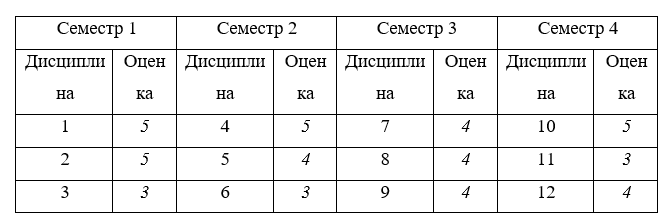 Семестр 1 Семестр 2 Семестр 3 Семестр 4
Дисципли Оцен Дисципли Оцен Дисципли Оцен Дисципли Оцен
на ка на ка на ка на ка
1 5 4 5 7 4 10 5
2 5 5 4 8 4 11 3
3 3 6 3 9 4 12 4